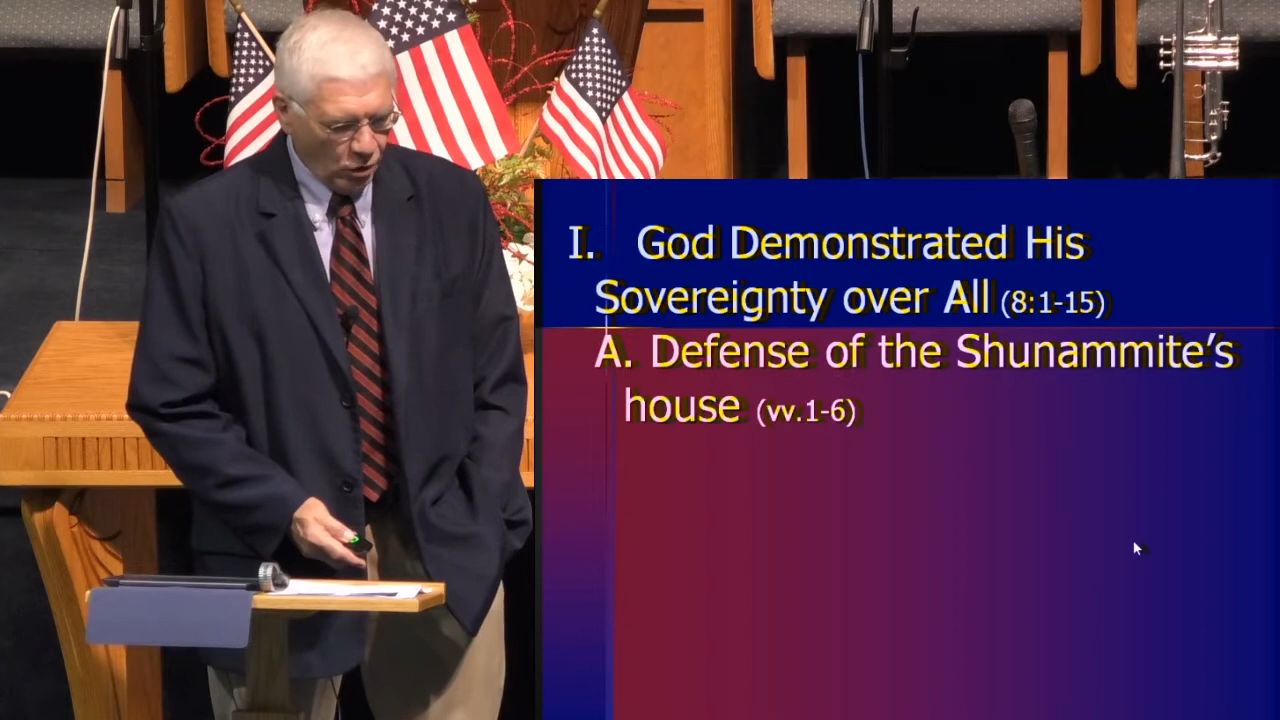 I. God Demonstrated His
Sovereignty over All (8:1-15)
A. Defense of the Shunammite’s
house (vv.1-6)